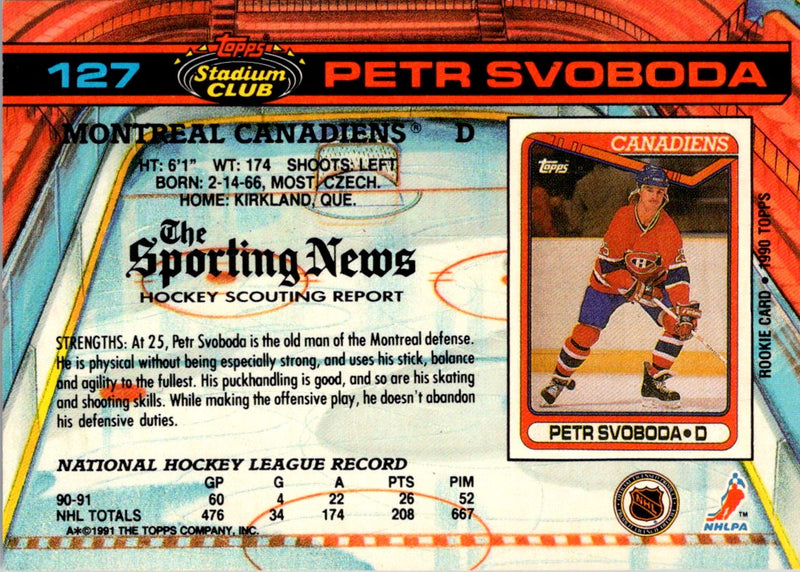 127
Topps
Stadium
CLUB
PETR SVOBODA
MONTREAL CANADIENS® D
HT: 6'1" WT: 174 SHOOTS: LEFT
BORN: 2-14-66, MOST, CZECH.
HOME: KIRKLAND, QUE.
The
Sporting News
HOCKEY SCOUTING REPORT
STRENGTHS: At 25, Petr Svoboda is the old man of the Montreal defense.
He is physical without being especially strong, and uses his stick, balance
and agility to the fullest. His puckhandling is good, and so are his skating
and shooting skills. While making the offensive play, he doesn't abandon
his defensive duties.
CANADIENS
Topps
PETR SVOBODA • D
ROOKIE CARD • 1990 TOPPS
NATIONAL HOCKEY LEAGUE RECORD
GP G A PTS PIM
90-91 60 4 22 26 52
NHL TOTALS 476 34 174 208 667
A*©1991 THE TOPPS COMPANY, INC.
NHL
NHLPA
TM